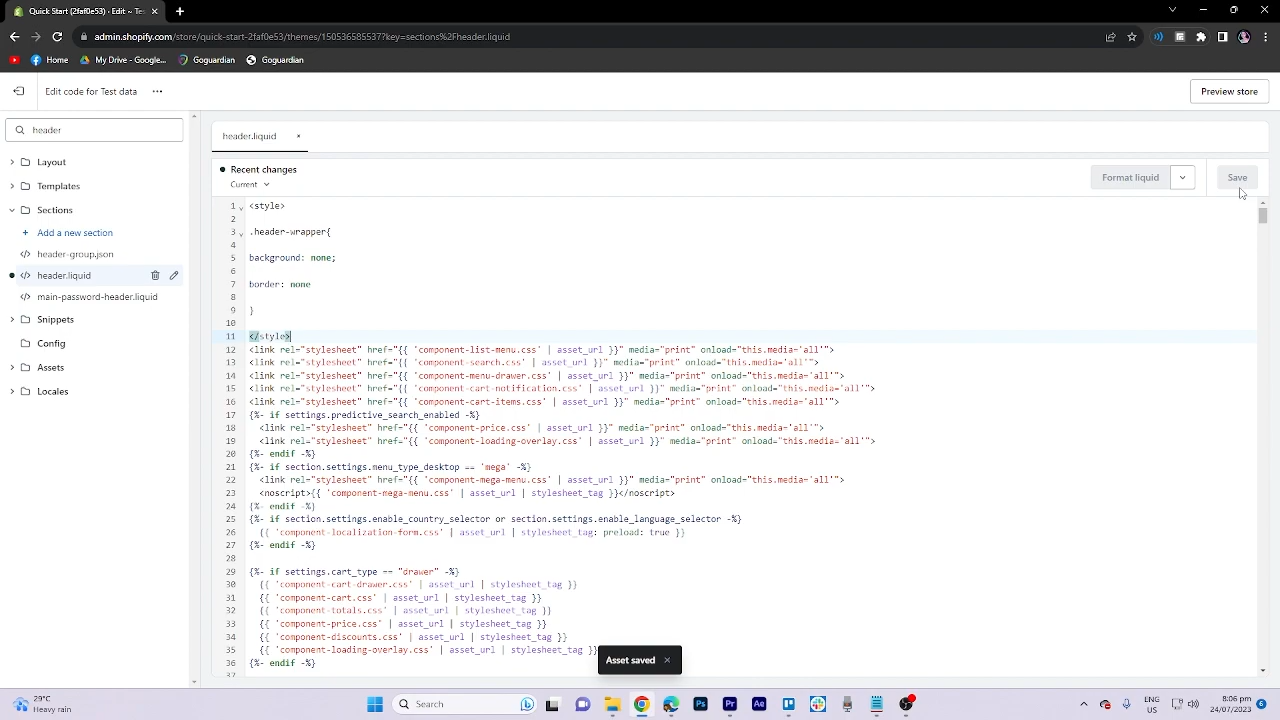 Quick Start (2faf0e53) ~ Edit ~ Tes
admin.shopify.com/store/quick-start-2faf0e53/themes/150536585537?key=sections%2Fheader.liquid
Home
My Drive - Google...
Goguardian
Goguardian
Edit code for Test data
Preview store
header
Layout
Templates
Sections
+ Add a new section
header-group.json
header.liquid
main-password-header.liquid
Snippets
Config
Assets
Locales
header.liquid
Recent changes
Current
Format liquid
Save
1 <style>
2
3 .header-wrapper{
4
5 background: none;
6
7 border: none
8
9 }
10
11 </style>
12 <link rel="stylesheet" href="{{ 'component-list-menu.css' | asset_url }}" media="print" onload="this.media='all'">
13 <link rel="stylesheet" href="{{ 'component-search.css' | asset_url }}" media="print" onload="this.media='all'">
14 <link rel="stylesheet" href="{{ 'component-menu-drawer.css' | asset_url }}" media="print" onload="this.media='all'">
15 <link rel="stylesheet" href="{{ 'component-cart-notification.css' | asset_url }}" media="print" onload="this.media='all'">
16 <link rel="stylesheet" href="{{ 'component-cart-items.css' | asset_url }}" media="print" onload="this.media='all'">
17 {%- if settings.predictive_search_enabled -%}
18 <link rel="stylesheet" href="{{ 'component-price.css' | asset_url }}" media="print" onload="this.media='all'">
19 <link rel="stylesheet" href="{{ 'component-loading-overlay.css' | asset_url }}" media="print" onload="this.media='all'">
20 {%- endif -%}
21 {%- if section.settings.menu_type_desktop == 'mega' -%}
22 <link rel="stylesheet" href="{{ 'component-mega-menu.css' | asset_url }}" media="print" onload="this.media='all'">
23 <noscript>{{ 'component-mega-menu.css' | asset_url | stylesheet_tag }}</noscript>
24 {%- endif -%}
25 {%- if section.settings.enable_country_selector or section.settings.enable_language_selector -%}
26 {{ 'component-localization-form.css' | asset_url | stylesheet_tag: preload: true }}
27 {%- endif -%}
28
29 {%- if settings.cart_type == "drawer" -%}
30 {{ 'component-cart-drawer.css' | asset_url | stylesheet_tag }}
31 {{ 'component-cart.css' | asset_url | stylesheet_tag }}
32 {{ 'component-totals.css' | asset_url | stylesheet_tag }}
33 {{ 'component-price.css' | asset_url | stylesheet_tag }}
34 {{ 'component-discounts.css' | asset_url | stylesheet_tag }}
35 {{ 'component-loading-overlay.css' | asset_url | stylesheet_tag }}
36 {%- endif -%}
37
Asset saved
23°C
Heavy rain
Search
ENG
US
8:06 pm
24/07/2023